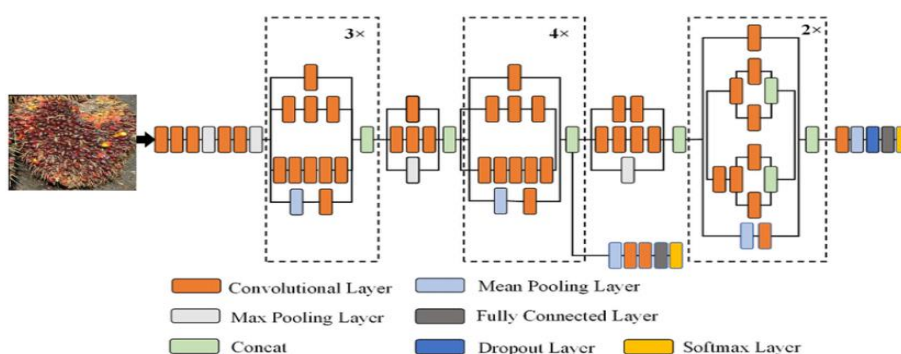 3×
4×
2×
Convolutional Layer
Mean Pooling Layer
Max Pooling Layer
Fully Connected Layer
Concat
Dropout Layer
Softmax Layer